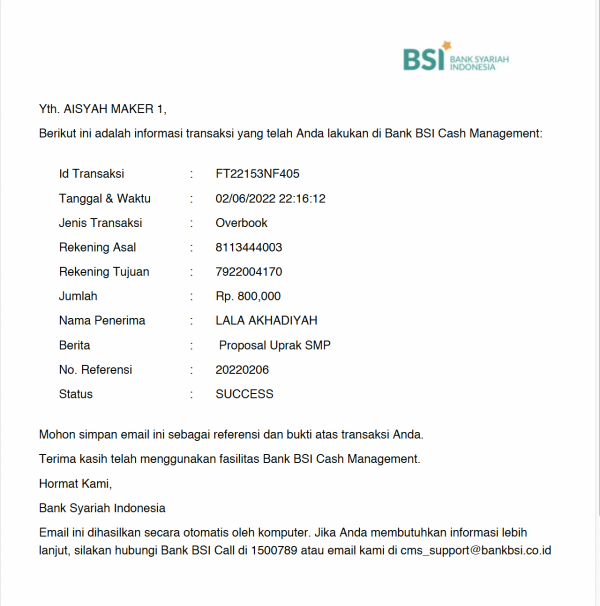 BSI BANK SYARIAH
INDONESIA
Yth. AISYAH MAKER 1,
Berikut ini adalah informasi transaksi yang telah Anda lakukan di Bank BSI Cash Management:
Id Transaksi : FT22153NF405
Tanggal & Waktu : 02/06/2022 22:16:12
Jenis Transaksi : Overbook
Rekening Asal : 8113444003
Rekening Tujuan : 7922004170
Jumlah : Rp. 800,000
Nama Penerima : LALA AKHADIYAH
Berita : Proposal Uprak SMP
No. Referensi : 20220206
Status : SUCCESS
Mohon simpan email ini sebagai referensi dan bukti atas transaksi Anda.
Terima kasih telah menggunakan fasilitas Bank BSI Cash Management.
Hormat Kami,
Bank Syariah Indonesia
Email ini dihasilkan secara otomatis oleh komputer. Jika Anda membutuhkan informasi lebih
lanjut, silakan hubungi Bank BSI Call di 1500789 atau email kami di cms_support@bankbsi.co.id